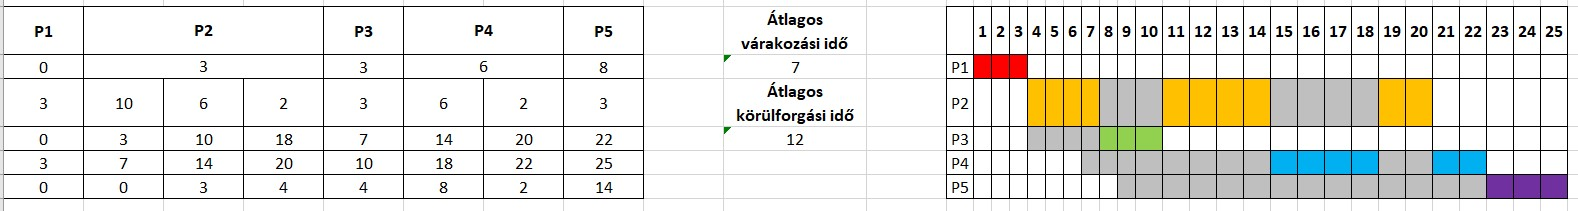 P1 P2 P3 P4 P5
0 3 3 6 8
3 10 6 2 3 6 2 3
0 3 10 18 7 14 20 22
3 7 14 20 10 18 22 25
0 0 3 4 4 8 2 14
Átlagos
várakozási idő
7
Átlagos
körülforgási idő
12
1 2 3 4 5 6 7 8 9 10 11 12 13 14 15 16 17 18 19 20 21 22 23 24 25
P1
P2
P3
P4
P5